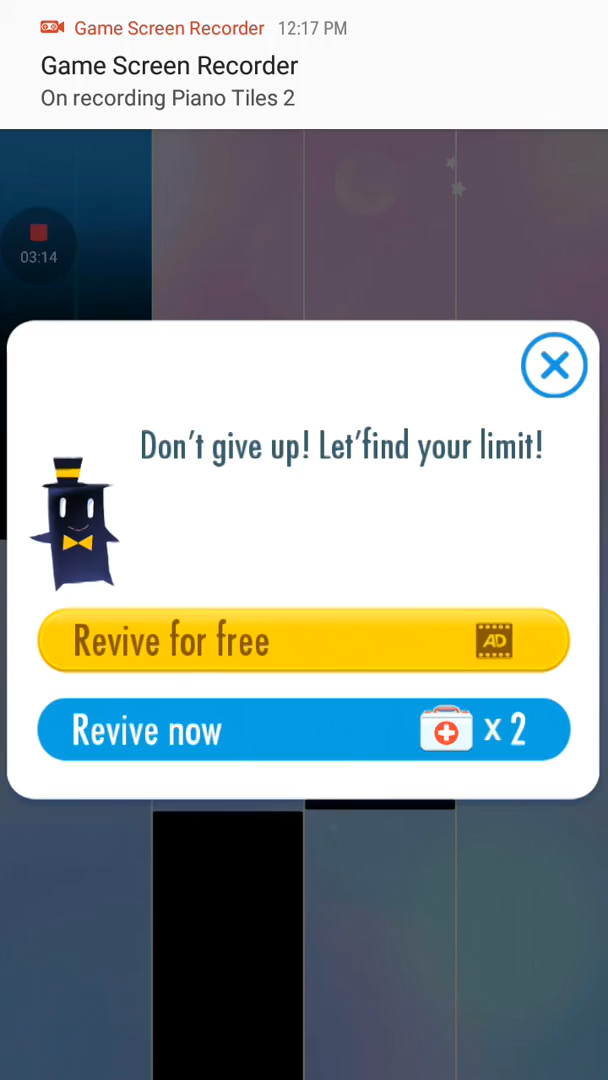 Game Screen Recorder 12:17 PM
Game Screen Recorder
On recording Piano Tiles 2
03:14
Don't give up! Let'find your limit!
Revive for free AD
Revive now x 2